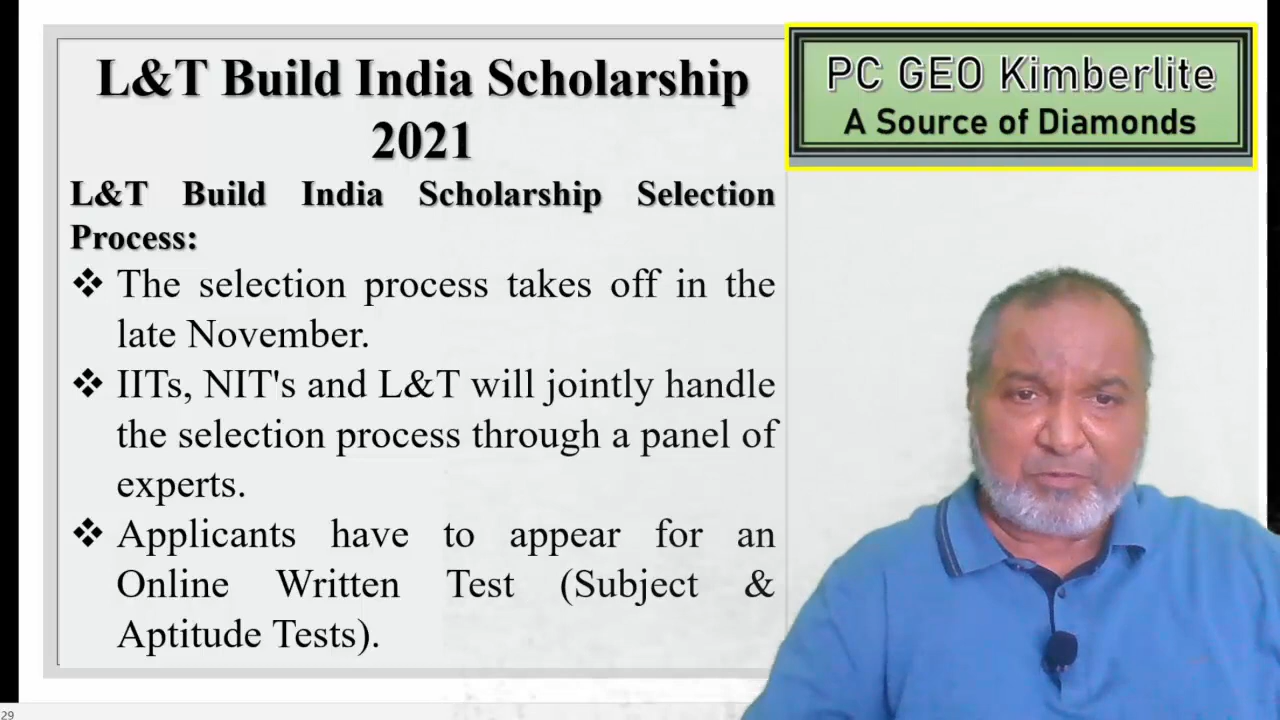 L&T Build India Scholarship
2021
L&T Build India Scholarship Selection
Process:
❖ The selection process takes off in the
late November.
❖ IITs, NIT's and L&T will jointly handle
the selection process through a panel of
experts.
❖ Applicants have to appear for an
Online Written Test (Subject &
Aptitude Tests).
PC GEO Kimberlite
A Source of Diamonds
29